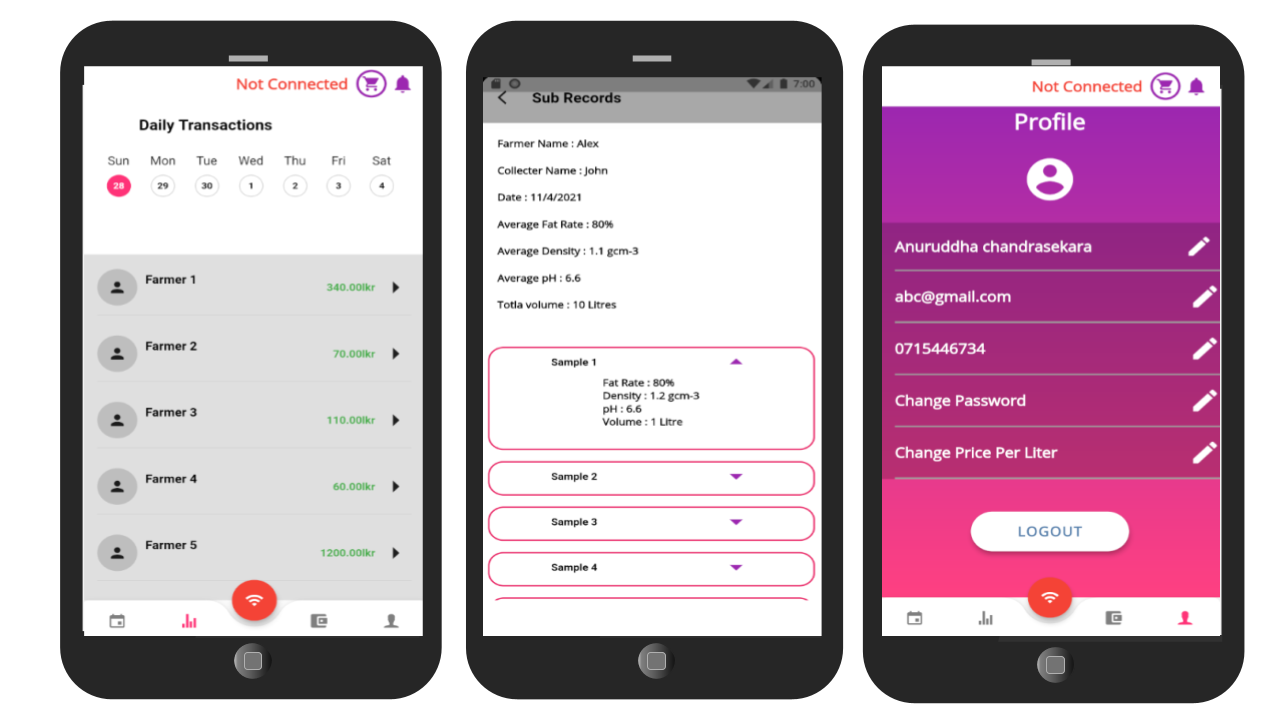 Not Connected
Daily Transactions
Sun Mon Tue Wed Thu Fri Sat
28 29 30 1 2 3 4
Farmer 1
340.00lkr
Farmer 2
70.00lkr
Farmer 3
110.00lkr
Farmer 4
60.00lkr
Farmer 5
1200.00lkr
7:00
Sub Records
Farmer Name : Alex
Collecter Name : John
Date : 11/4/2021
Average Fat Rate : 80%
Average Density : 1.1 gcm-3
Average pH : 6.6
Totla volume : 10 Litres
Sample 1
Fat Rate : 80%
Density : 1.2 gcm-3
pH : 6.6
Volume : 1 Litre
Sample 2
Sample 3
Sample 4
Not Connected
Profile
Anuruddha chandrasekara
abc@gmail.com
0715446734
Change Password
Change Price Per Liter
LOGOUT